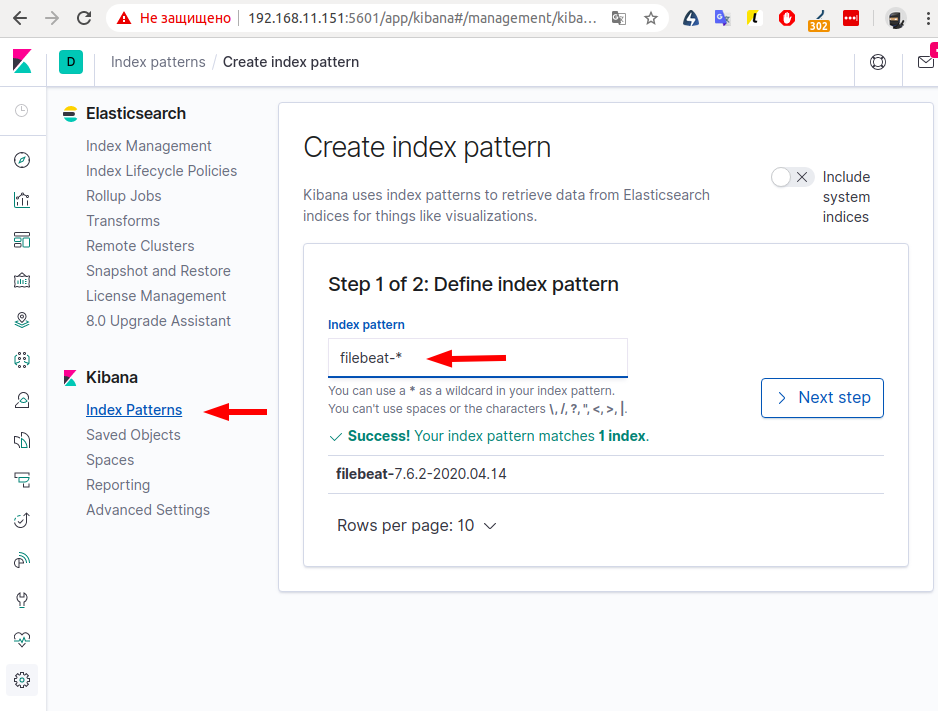 Не защищено
192.168.11.151:5601/app/kibana#/management/kiba...
302
D
Index patterns / Create index pattern
Elasticsearch
Index Management
Index Lifecycle Policies
Rollup Jobs
Transforms
Remote Clusters
Snapshot and Restore
License Management
8.0 Upgrade Assistant
Kibana
Index Patterns
Saved Objects
Spaces
Reporting
Advanced Settings
Create index pattern
Kibana uses index patterns to retrieve data from Elasticsearch
indices for things like visualizations.
Include
system
indices
Step 1 of 2: Define index pattern
Index pattern
filebeat-*
You can use a * as a wildcard in your index pattern.
You can't use spaces or the characters \, /, ?, ", <, >, |.
Next step
Success! Your index pattern matches 1 index.
filebeat-7.6.2-2020.04.14
Rows per page: 10